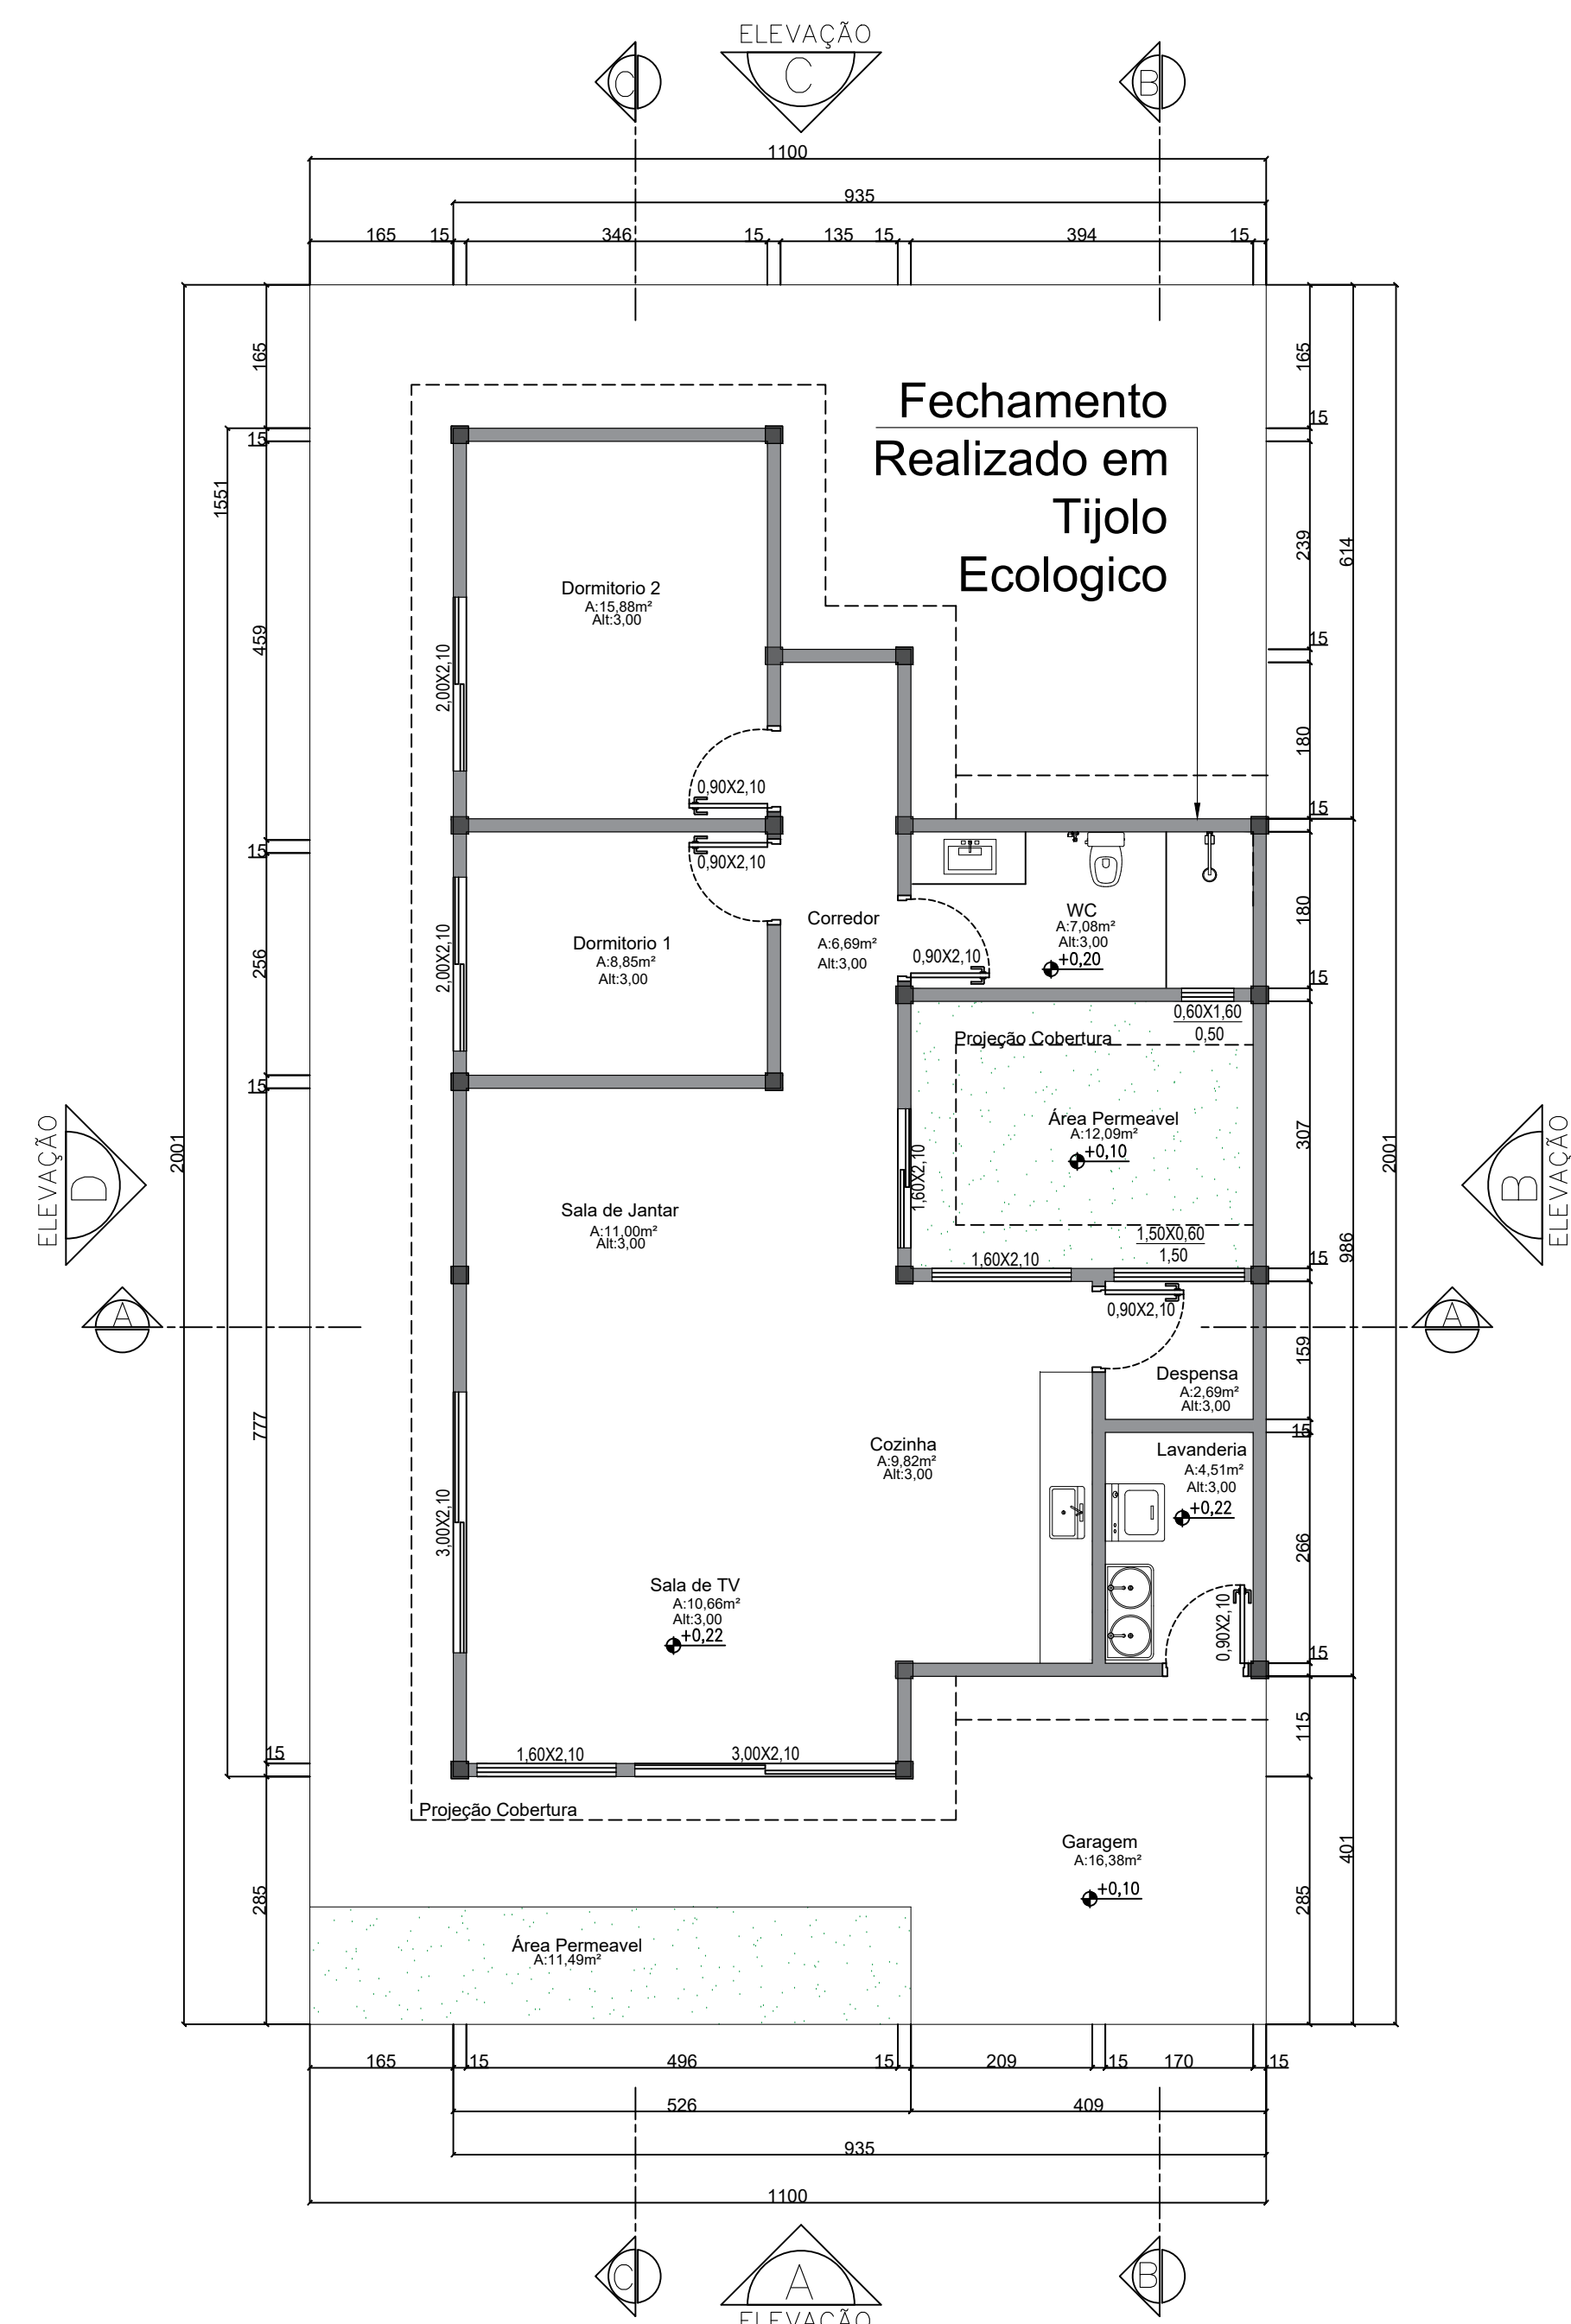 ELEVAÇÃO
C
C
B
1100
935
165
15
346
15
135
15
394
15
165
15
459
15
256
15
777
15
285
1551
2001
165
15
239
15
180
15
180
15
307
15
159
15
266
15
115
285
614
986
401
2001
Fechamento
Realizado em
Tijolo
Ecologico
Dormitorio 2
A:15,88m²
Alt:3,00
2,00X2,10
0,90X2,10
0,90X2,10
Dormitorio 1
A:8,85m²
Alt:3,00
2,00X2,10
Corredor
A:6,69m²
Alt:3,00
WC
A:7,08m²
Alt:3,00
+0,20
0,90X2,10
0,60X1,60
0,50
Projeção Cobertura
Área Permeavel
A:12,09m²
+0,10
1,60X2,10
1,50X0,60
1,50
1,60X2,10
ELEVAÇÃO
D
ELEVAÇÃO
B
A
A
Sala de Jantar
A:11,00m²
Alt:3,00
0,90X2,10
Despensa
A:2,69m²
Alt:3,00
Cozinha
A:9,82m²
Alt:3,00
Lavanderia
A:4,51m²
Alt:3,00
+0,22
0,90X2,10
3,00X2,10
Sala de TV
A:10,66m²
Alt:3,00
+0,22
1,60X2,10
3,00X2,10
Projeção Cobertura
Garagem
A:16,38m²
+0,10
Área Permeavel
A:11,49m²
165
15
496
15
209
15
170
15
526
409
935
1100
C
A
B
ELEVAÇÃO